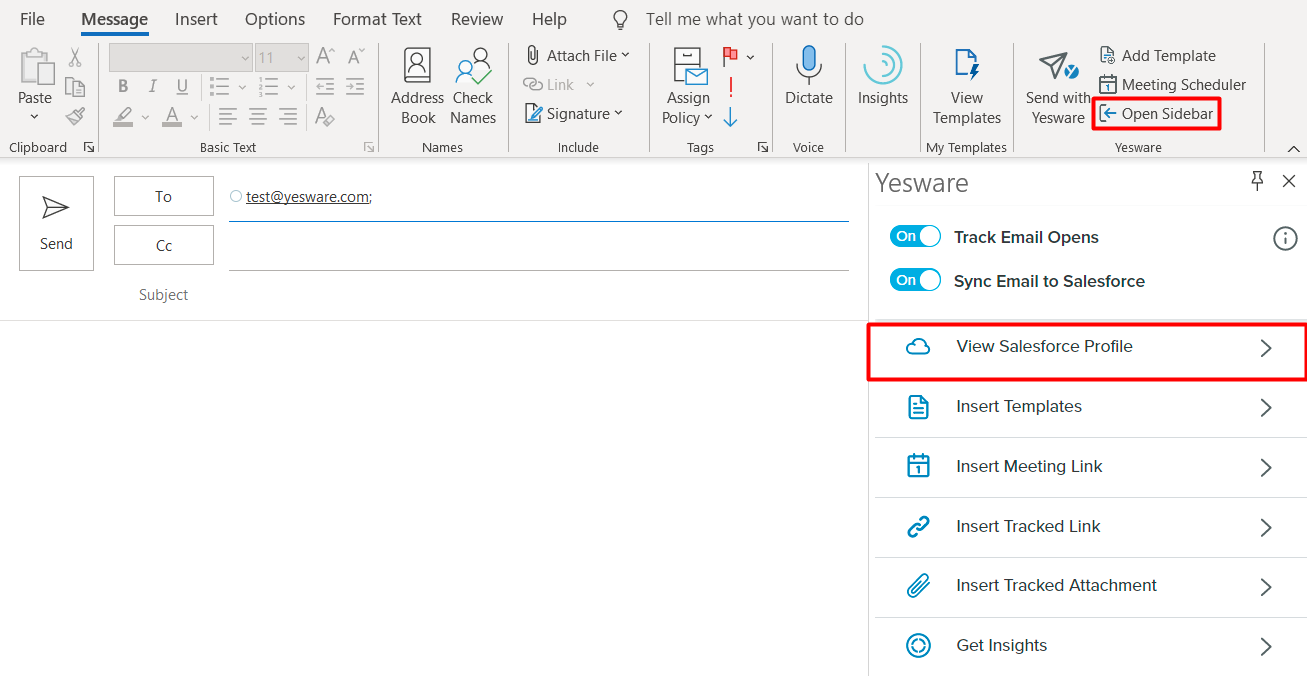 File Message Insert Options Format Text Review Help Tell me what you want to do
Paste
Clipboard
11
B I U
A A
A
A
Basic Text
Address Book
Check Names
Names
Attach File
Link
Signature
Include
Assign Policy
Tags
Dictate
Voice
Insights
View Templates
My Templates
Send with Yesware
Add Template
Meeting Scheduler
Open Sidebar
Yesware
Send
To
test@yesware.com;
Cc
Subject
Yesware
On Track Email Opens
On Sync Email to Salesforce
View Salesforce Profile
Insert Templates
Insert Meeting Link
Insert Tracked Link
Insert Tracked Attachment
Get Insights